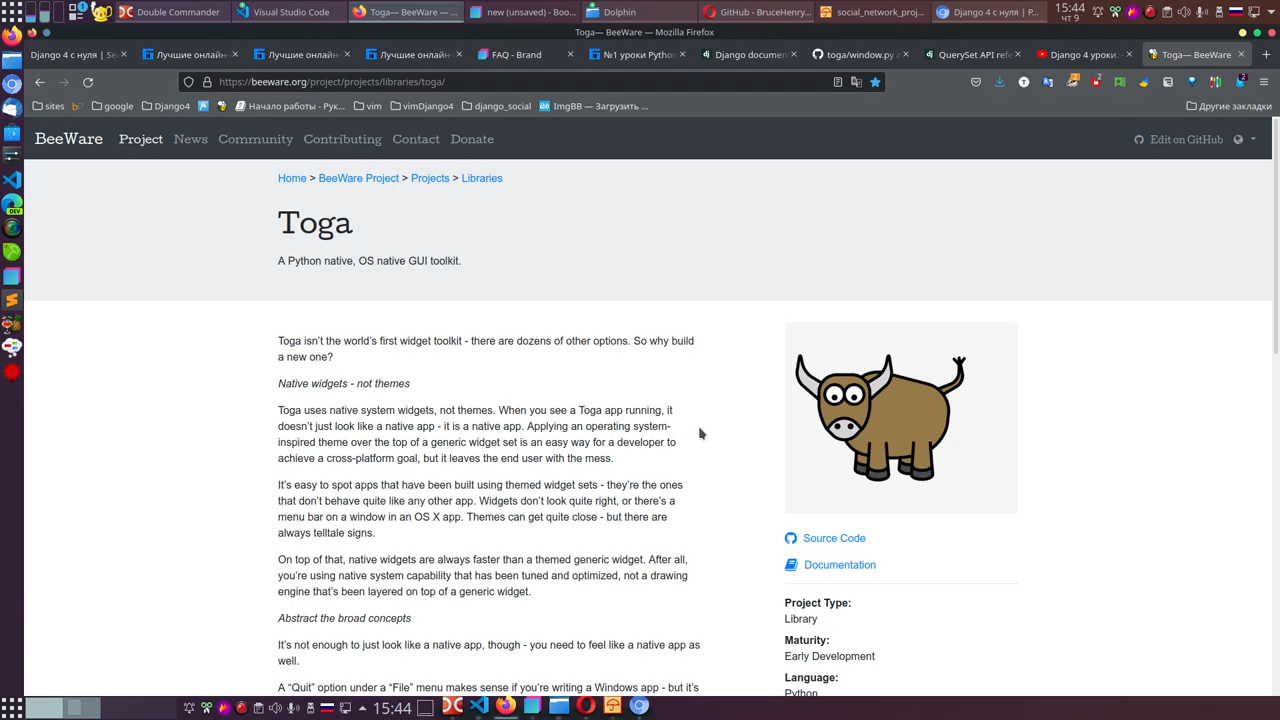 Double Commander
Visual Studio Code
Toga— BeeWare — ...
new (unsaved) - Boo...
Dolphin
GitHub - BruceHenry...
social_network_proj...
Django 4 с нуля | P...
15:44
чт 9
Toga— BeeWare — Mozilla Firefox
Django 4 с нуля | Se
Лучшие онлайн-
Лучшие онлайн-
Лучшие онлайн-
FAQ - Brand
№1 уроки Python
Django documen
toga/window.py a
QuerySet API refe
Django 4 уроки.
Toga— BeeWare
https://beeware.org/project/projects/libraries/toga/
sites
google
Django4
Начало работы - Рук...
vim
vimDjango4
django_social
ImgBB — Загрузить ...
Другие закладки
BeeWare
Project
News
Community
Contributing
Contact
Donate
Edit on GitHub
Home > BeeWare Project > Projects > Libraries
Toga
A Python native, OS native GUI toolkit.
Toga isn’t the world’s first widget toolkit - there are dozens of other options. So why build
a new one?
Native widgets - not themes
Toga uses native system widgets, not themes. When you see a Toga app running, it
doesn’t just look like a native app - it is a native app. Applying an operating system-
inspired theme over the top of a generic widget set is an easy way for a developer to
achieve a cross-platform goal, but it leaves the end user with the mess.
It’s easy to spot apps that have been built using themed widget sets - they’re the ones
that don’t behave quite like any other app. Widgets don’t look quite right, or there’s a
menu bar on a window in an OS X app. Themes can get quite close - but there are
always telltale signs.
On top of that, native widgets are always faster than a themed generic widget. After all,
you’re using native system capability that has been tuned and optimized, not a drawing
engine that’s been layered on top of a generic widget.
Abstract the broad concepts
It’s not enough to just look like a native app, though - you need to feel like a native app as
well.
A “Quit” option under a “File” menu makes sense if you’re writing a Windows app - but it’s
Source Code
Documentation
Project Type:
Library
Maturity:
Early Development
Language:
Python
DEV
15:44